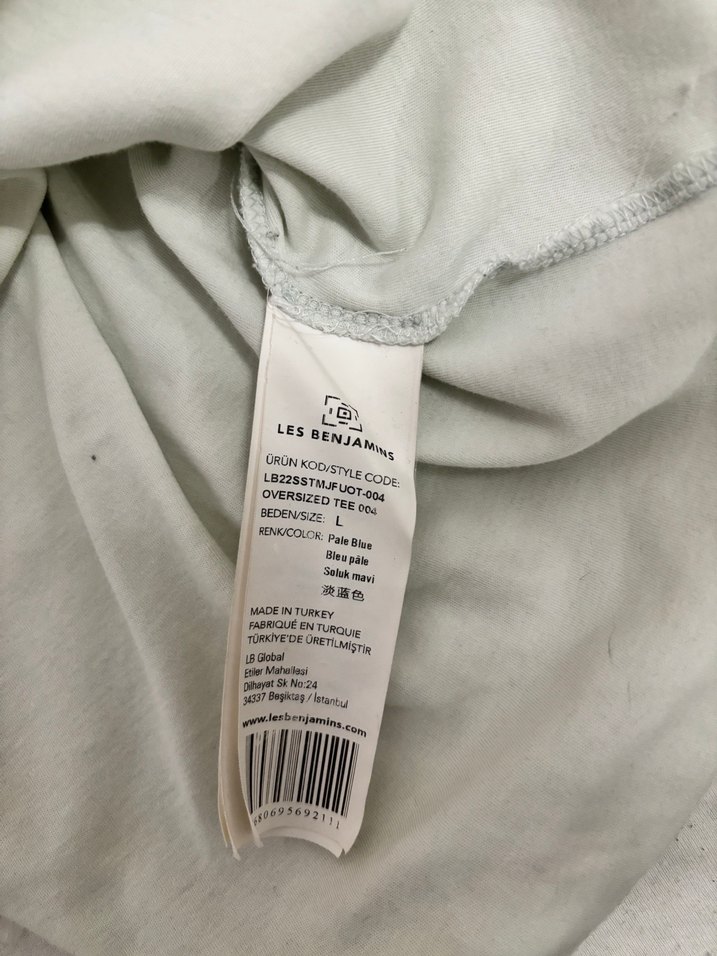 LES BENJAMINS
ÜRÜN KOD/STYLE CODE:
LB22SSTMJFUOT-004
OVERSIZED TEE 004
BEDEN/SIZE: L
RENK/COLOR: Pale Blue
Bleu pâle
Soluk mavi
淡蓝色
MADE IN TURKEY
FABRIQUÉ EN TURQUIE
TÜRKİYE'DE ÜRETİLMİŞTİR
LB Global
Etiler Mahallesi
Dilhayat Sk No:24
34337 Beşiktaş / İstanbul
www.lesbenjamins.com